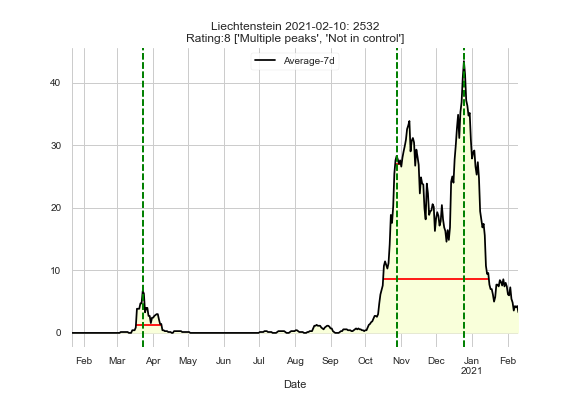 Liechtenstein 2021-02-10: 2532
Rating:8 ['Multiple peaks', 'Not in control']
Average-7d
40
30
20
10
0
Feb Mar Apr May Jun Jul Aug Sep Oct Nov Dec Jan Feb
2021
Date